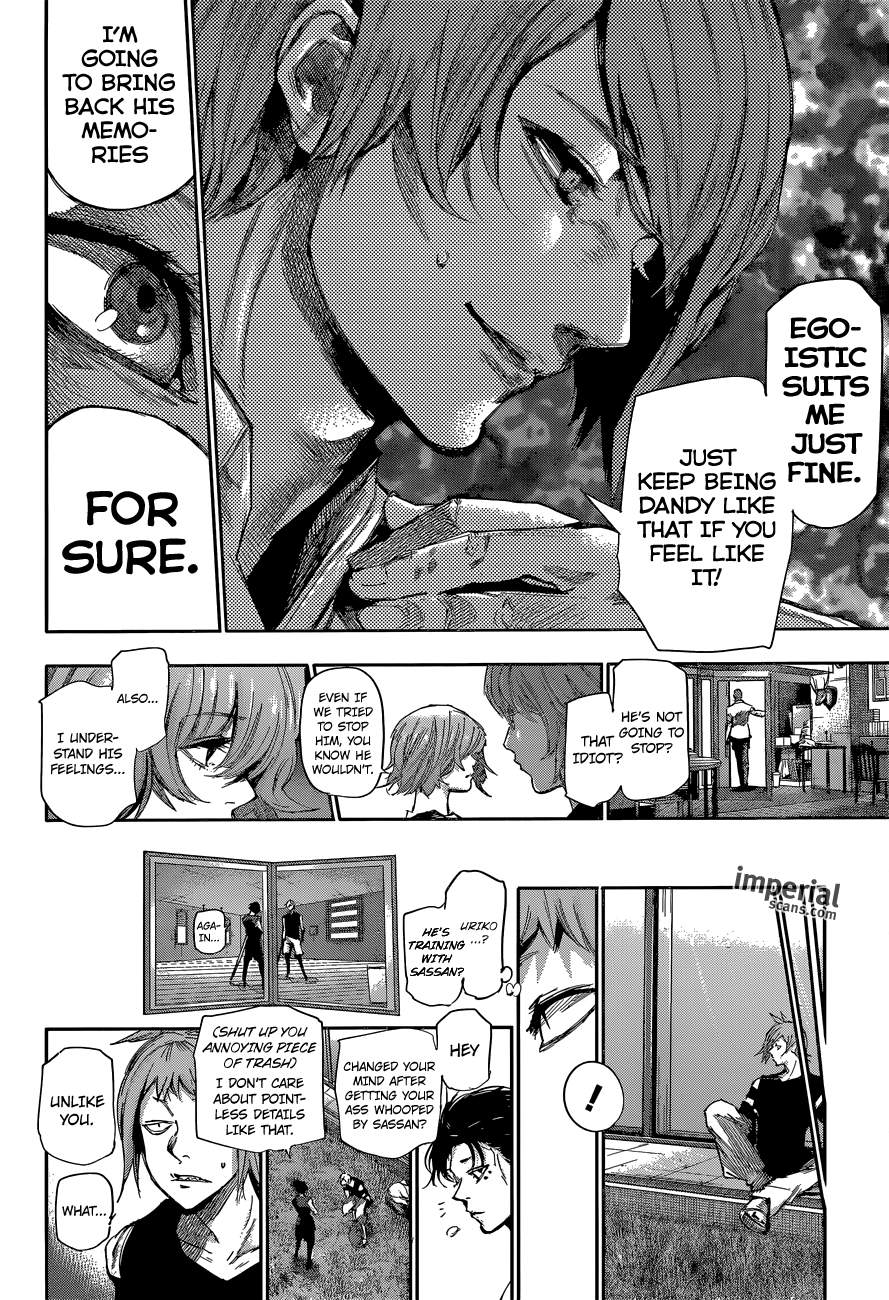 EGO-
ISTIC
SUITS
ME
JUST
FINE.
JUST
KEEP BEING
DANDY LIKE
THAT IF YOU
FEEL LIKE
IT!
I'M
GOING
TO BRING
BACK HIS
MEMO-
RIES
FOR
SURE.
HE'S NOT
GOING TO
STOP?
THAT
IDIOT?
EVEN IF
WE TRIED
TO STOP
HIM, YOU
KNOW HE
WOULDN'T.
ALSO...
I UNDER-
STAND HIS
FEELINGS...
imperial
scans.com
!
URIKO
...?
HE'S
TRAINING
WITH
SASSAN?
AGA-
IN...
HEY
CHANGED YOUR
MIND AFTER
GETTING YOUR
ASS WHOOPED
BY SASSAN?
(SHUT UP YOU
ANNOYING PIECE
OF TRASH)
I DON'T CARE
ABOUT POINT-
LESS DETAILS
LIKE THAT.
UNLIKE
YOU.
WHAT...